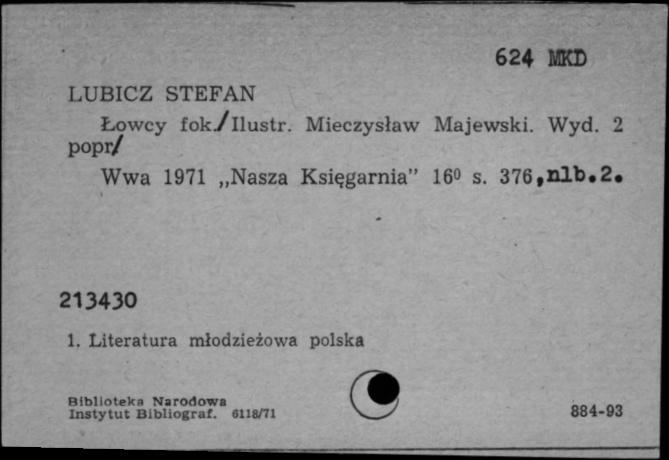 624 MKD
LUBICZ STEFAN
Łowcy fok./Ilustr. Mieczysław Majewski. Wyd. 2
popr/
Wwa 1971 „Nasza Księgarnia” 16⁰ s. 376,nlb.2.
213430
1. Literatura młodzieżowa polska
Biblioteka Narodowa
Instytut Bibliograf. 6118/71
884-93